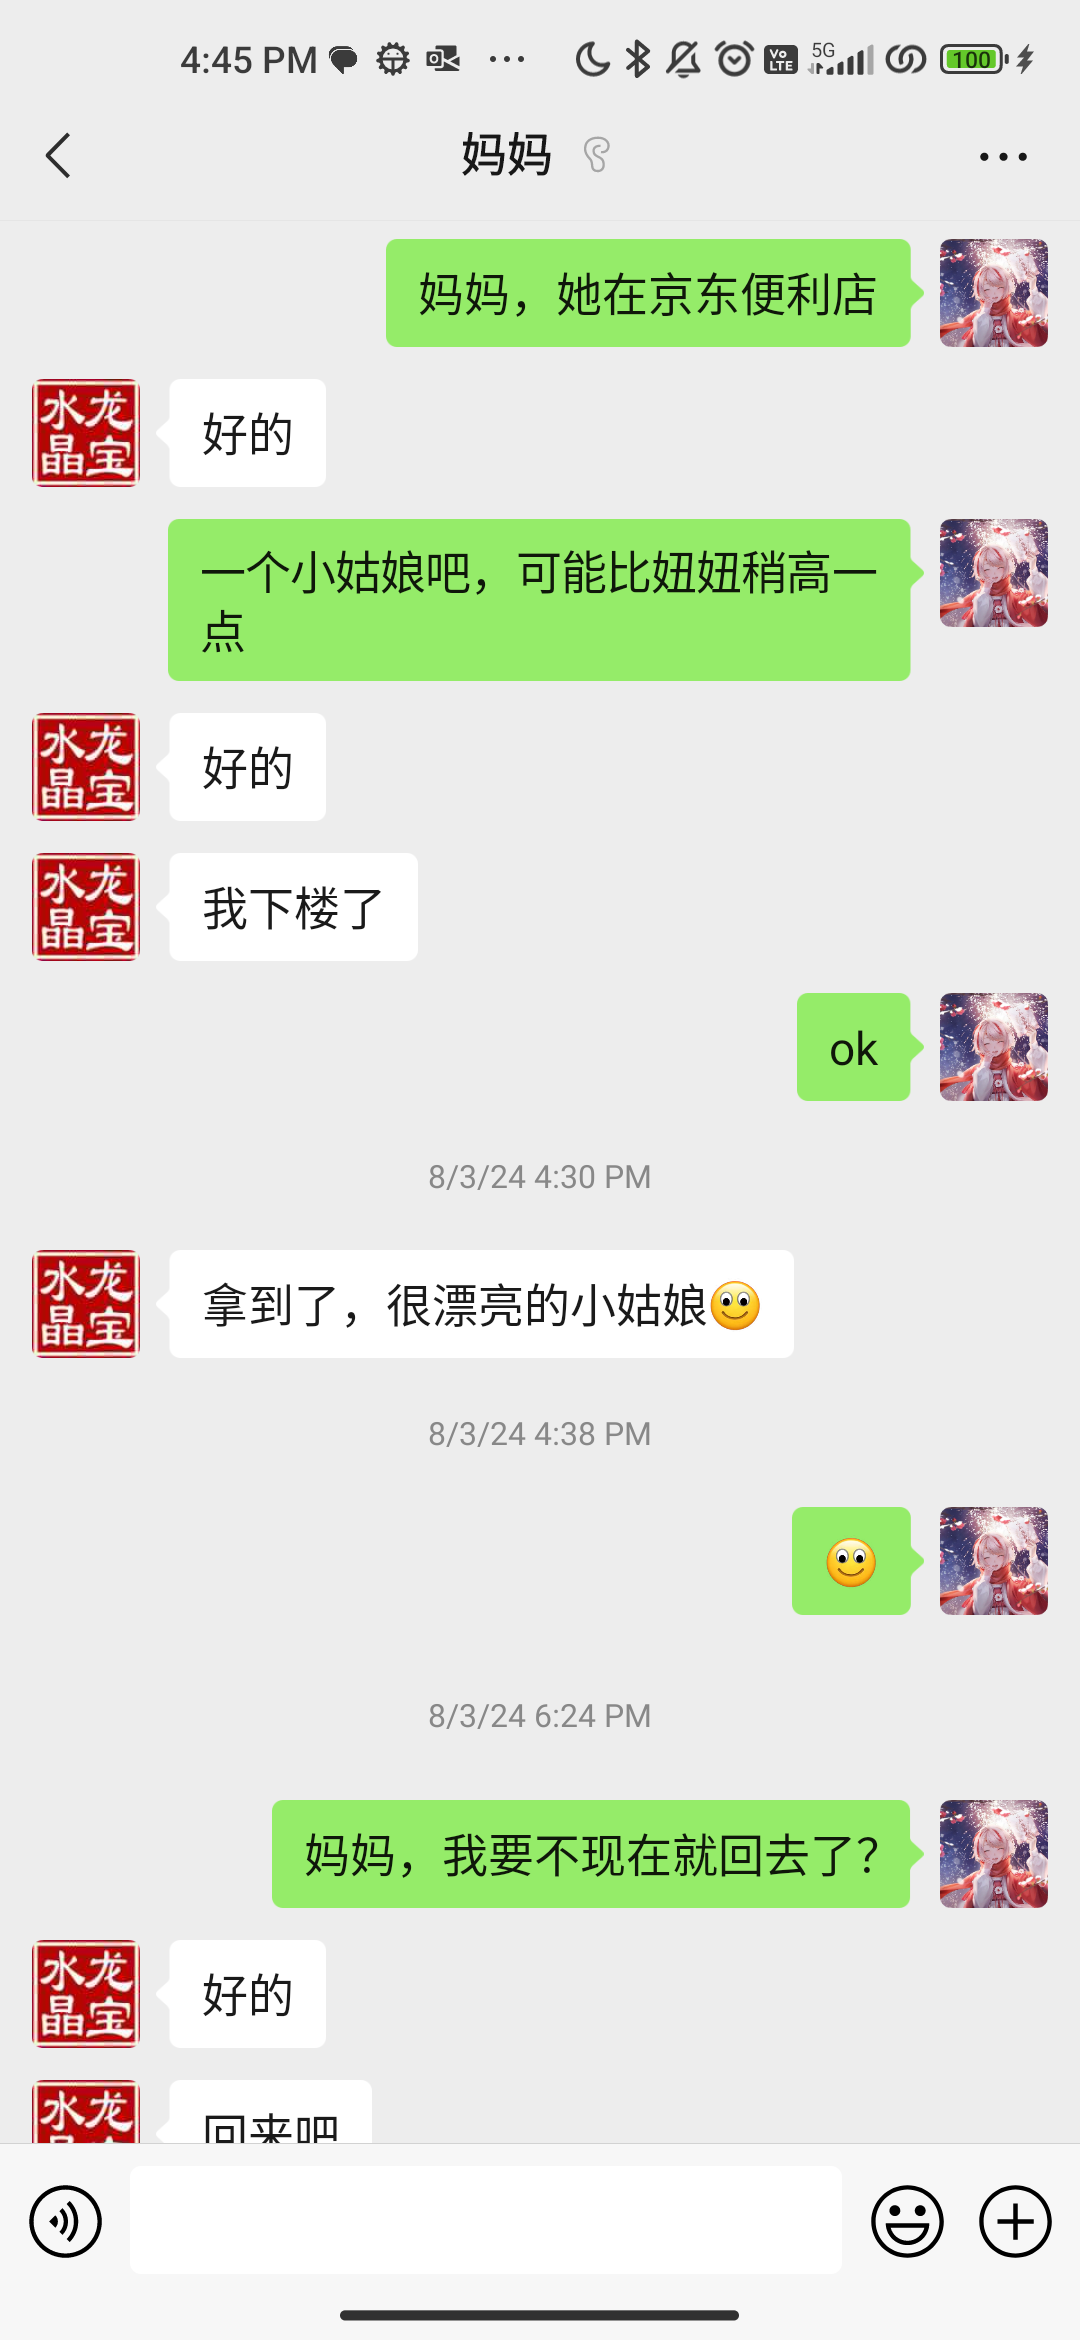 4:45 PM
Vo LTE
5G
100
妈妈
妈妈，她在京东便利店
水龙
晶宝
好的
一个小姑娘吧，可能比妞妞稍高一
点
水龙
晶宝
好的
水龙
晶宝
我下楼了
ok
8/3/24 4:30 PM
水龙
晶宝
拿到了，很漂亮的小姑娘🙂
8/3/24 4:38 PM
🙂
8/3/24 6:24 PM
妈妈，我要不现在就回去了？
水龙
晶宝
好的
水龙
回来吧